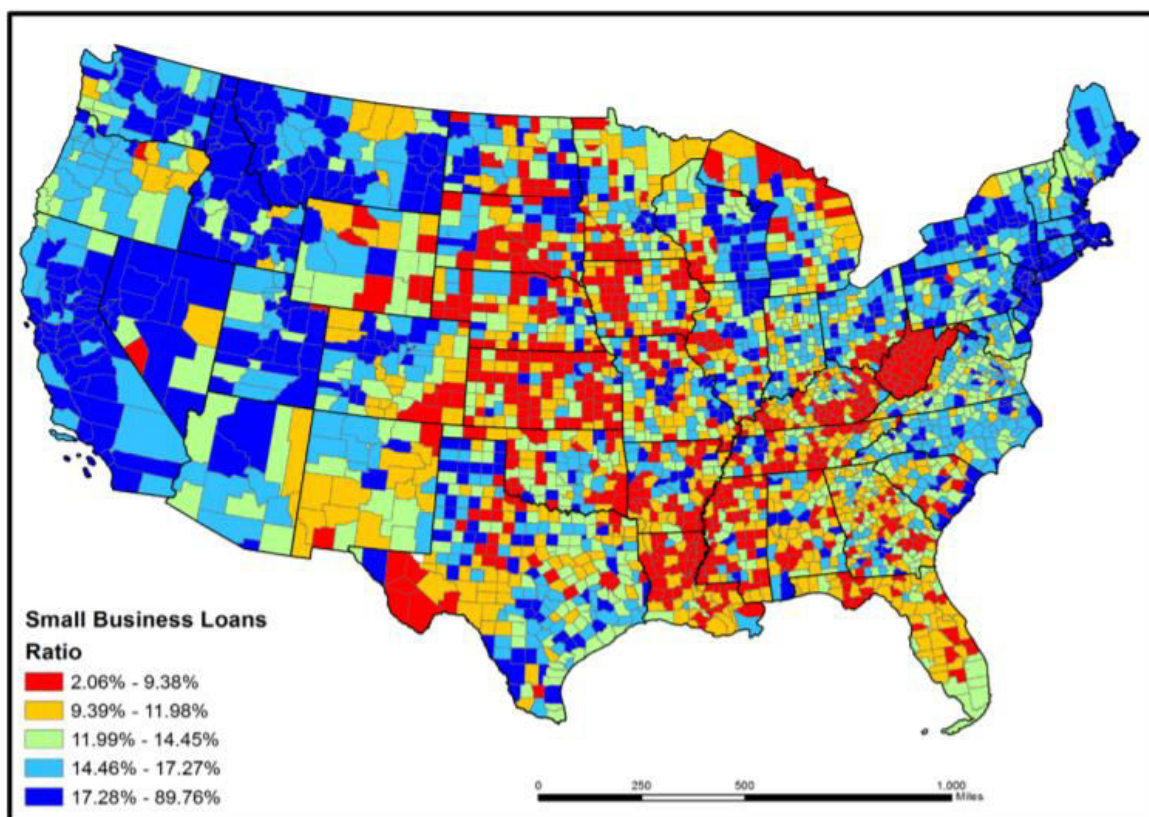 Small Business Loans
Ratio
2.06% - 9.38%
9.39% - 11.98%
11.99% - 14.45%
14.46% - 17.27%
17.28% - 89.76%
0 250 500 1,000
Miles